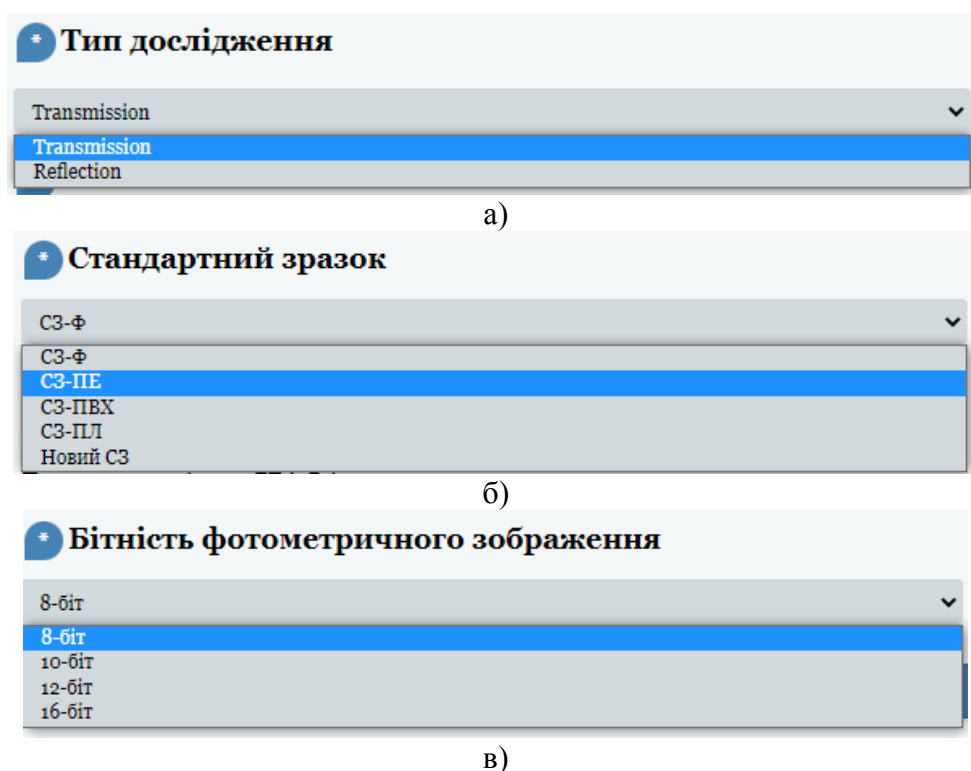 * Тип дослідження
Transmission
Transmission
Reflection
а)
* Стандартний зразок
СЗ-Ф
СЗ-Ф
СЗ-ПЕ
СЗ-ПВХ
СЗ-ПЛ
Новий СЗ
б)
* Бітність фотометричного зображення
8-біт
8-біт
10-біт
12-біт
16-біт
в)